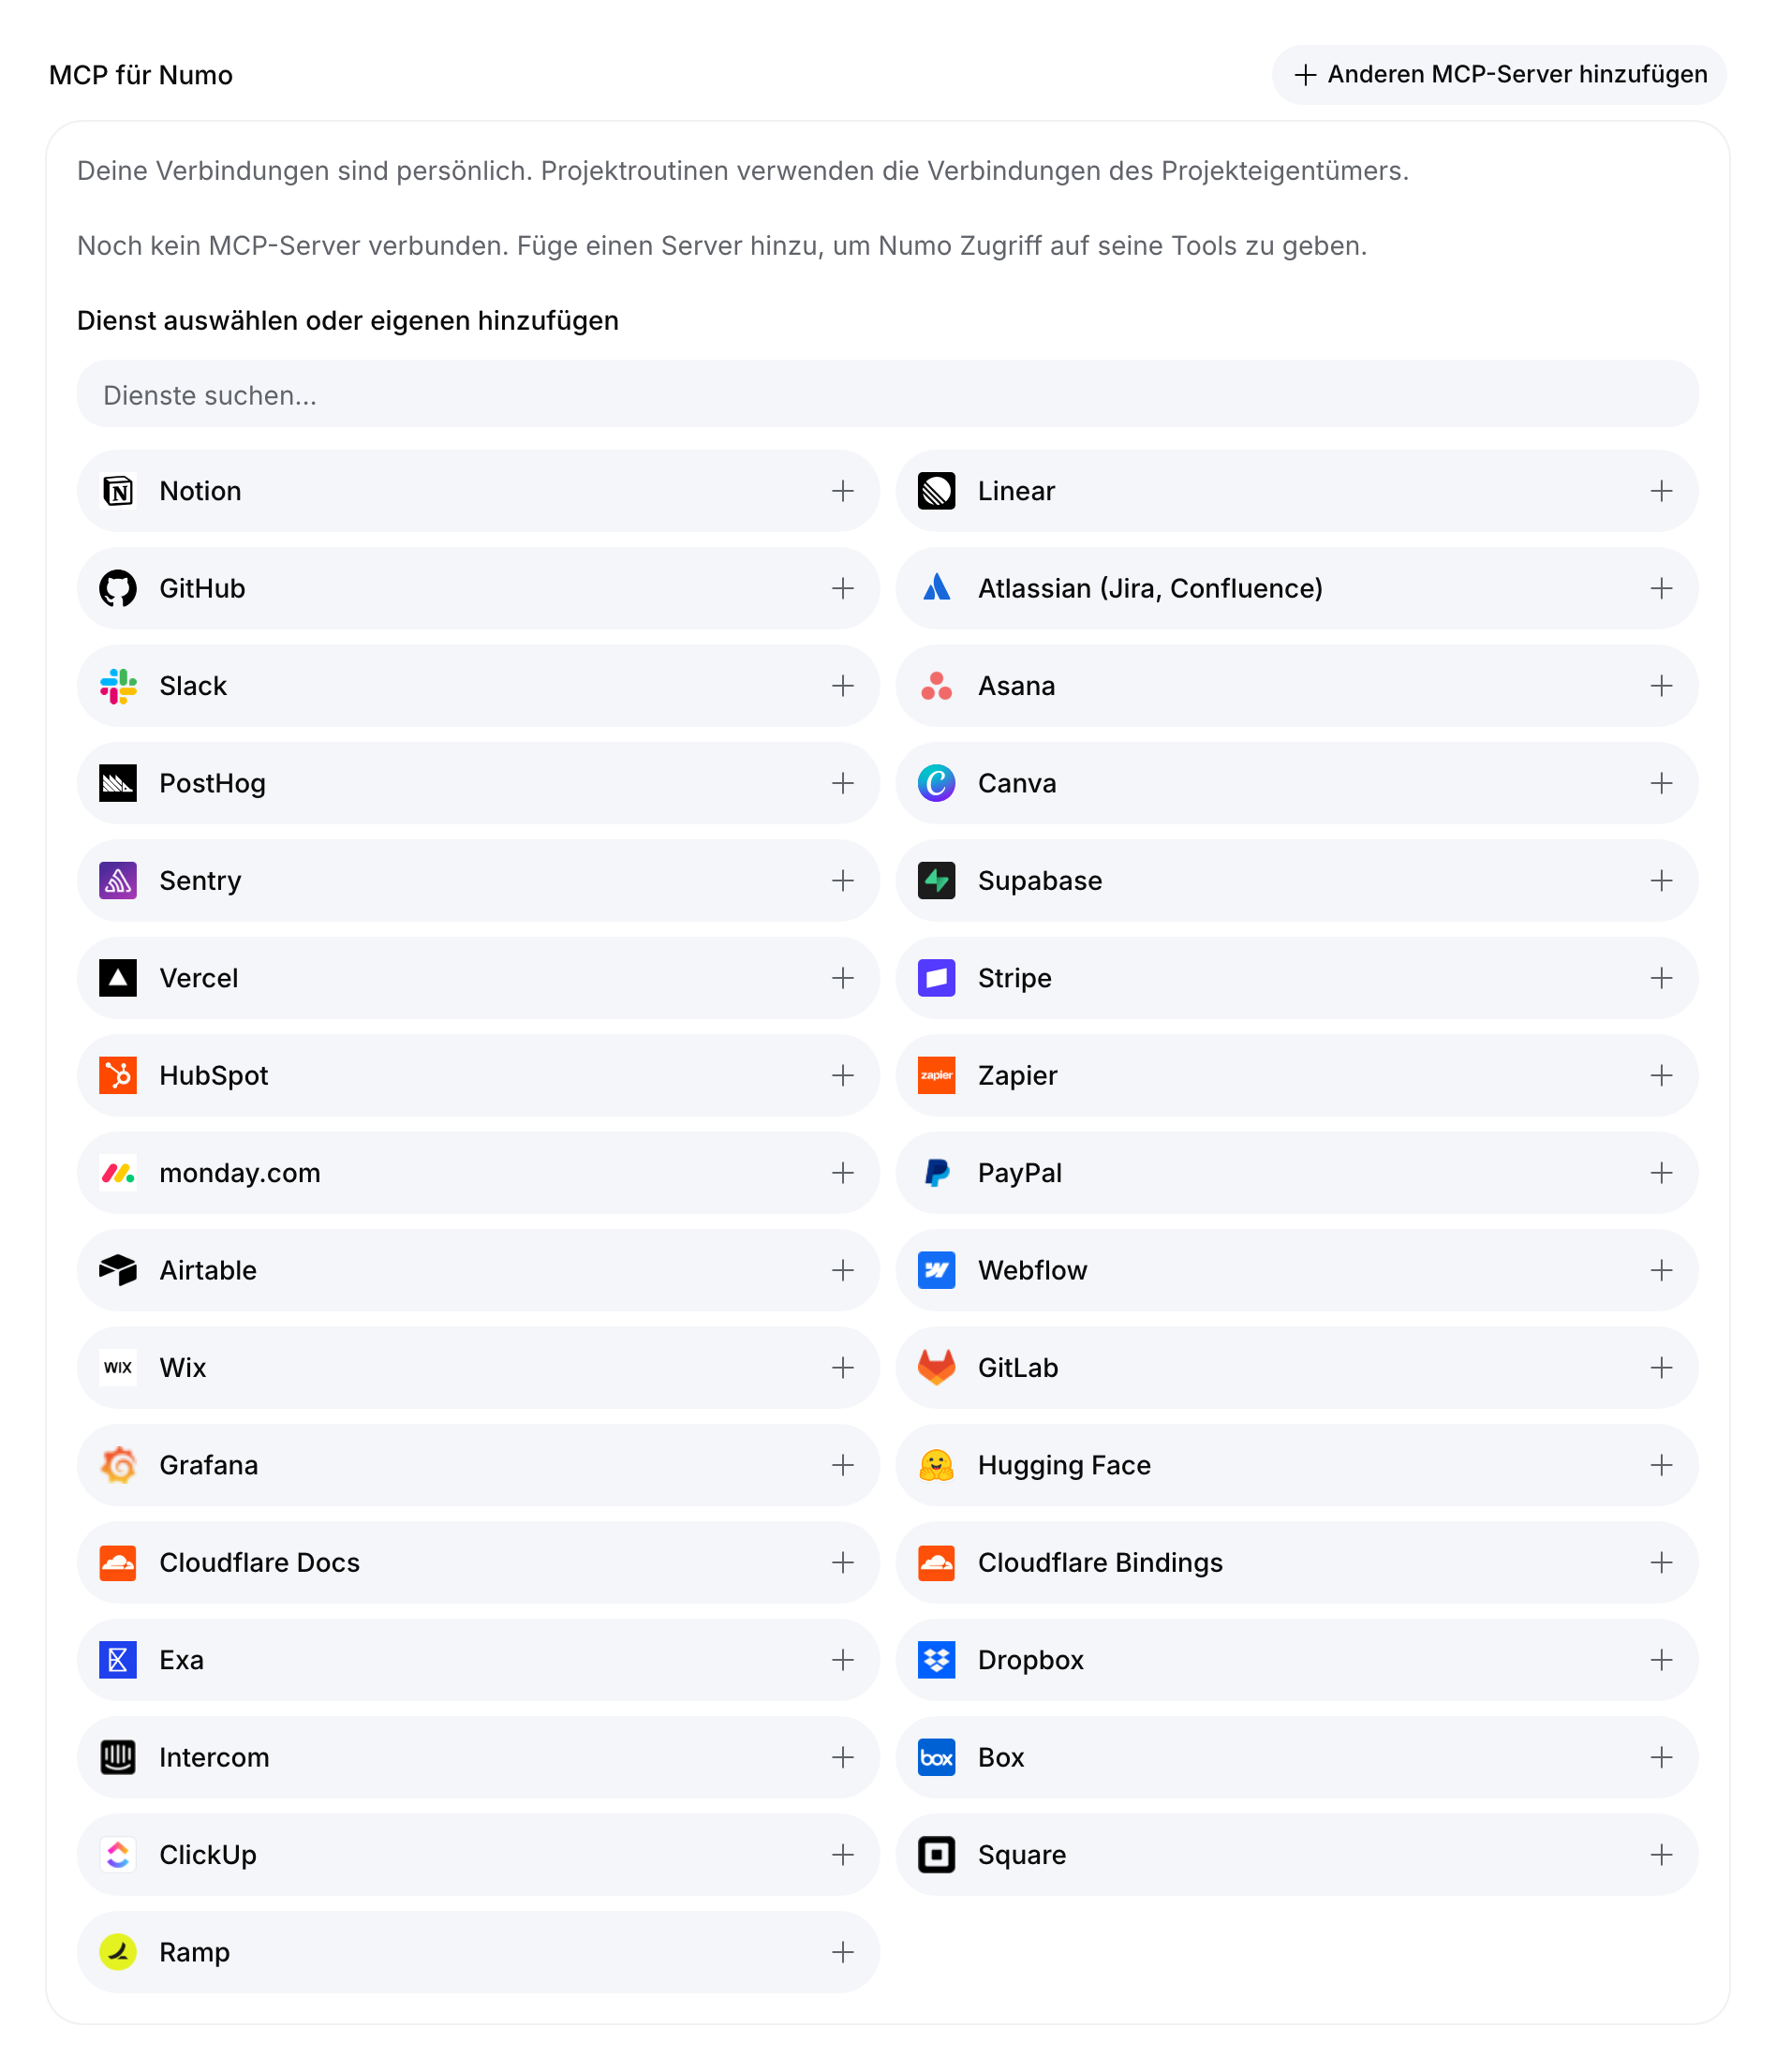 MCP für Numo
Anderen MCP-Server hinzufügen
Deine Verbindungen sind persönlich. Projektroutinen verwenden die Verbindungen des Projekteigentümers.
Noch kein MCP-Server verbunden. Füge einen Server hinzu, um Numo Zugriff auf seine Tools zu geben.
Dienst auswählen oder eigenen hinzufügen
Dienste suchen...
Notion
Linear
GitHub
Atlassian (Jira, Confluence)
Slack
Asana
PostHog
Canva
Sentry
Supabase
Vercel
Stripe
HubSpot
zapier
Zapier
monday.com
PayPal
Airtable
Webflow
WIX
Wix
GitLab
Grafana
Hugging Face
Cloudflare Docs
Cloudflare Bindings
Exa
Dropbox
Intercom
box
Box
ClickUp
Square
Ramp